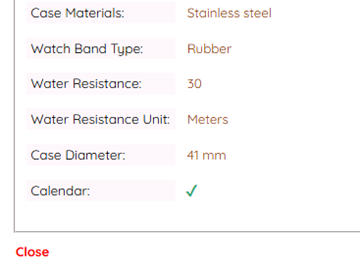 Case Materials: Stainless steel
Watch Band Type: Rubber
Water Resistance: 30
Water Resistance Unit: Meters
Case Diameter: 41 mm
Calendar: ✓
Close